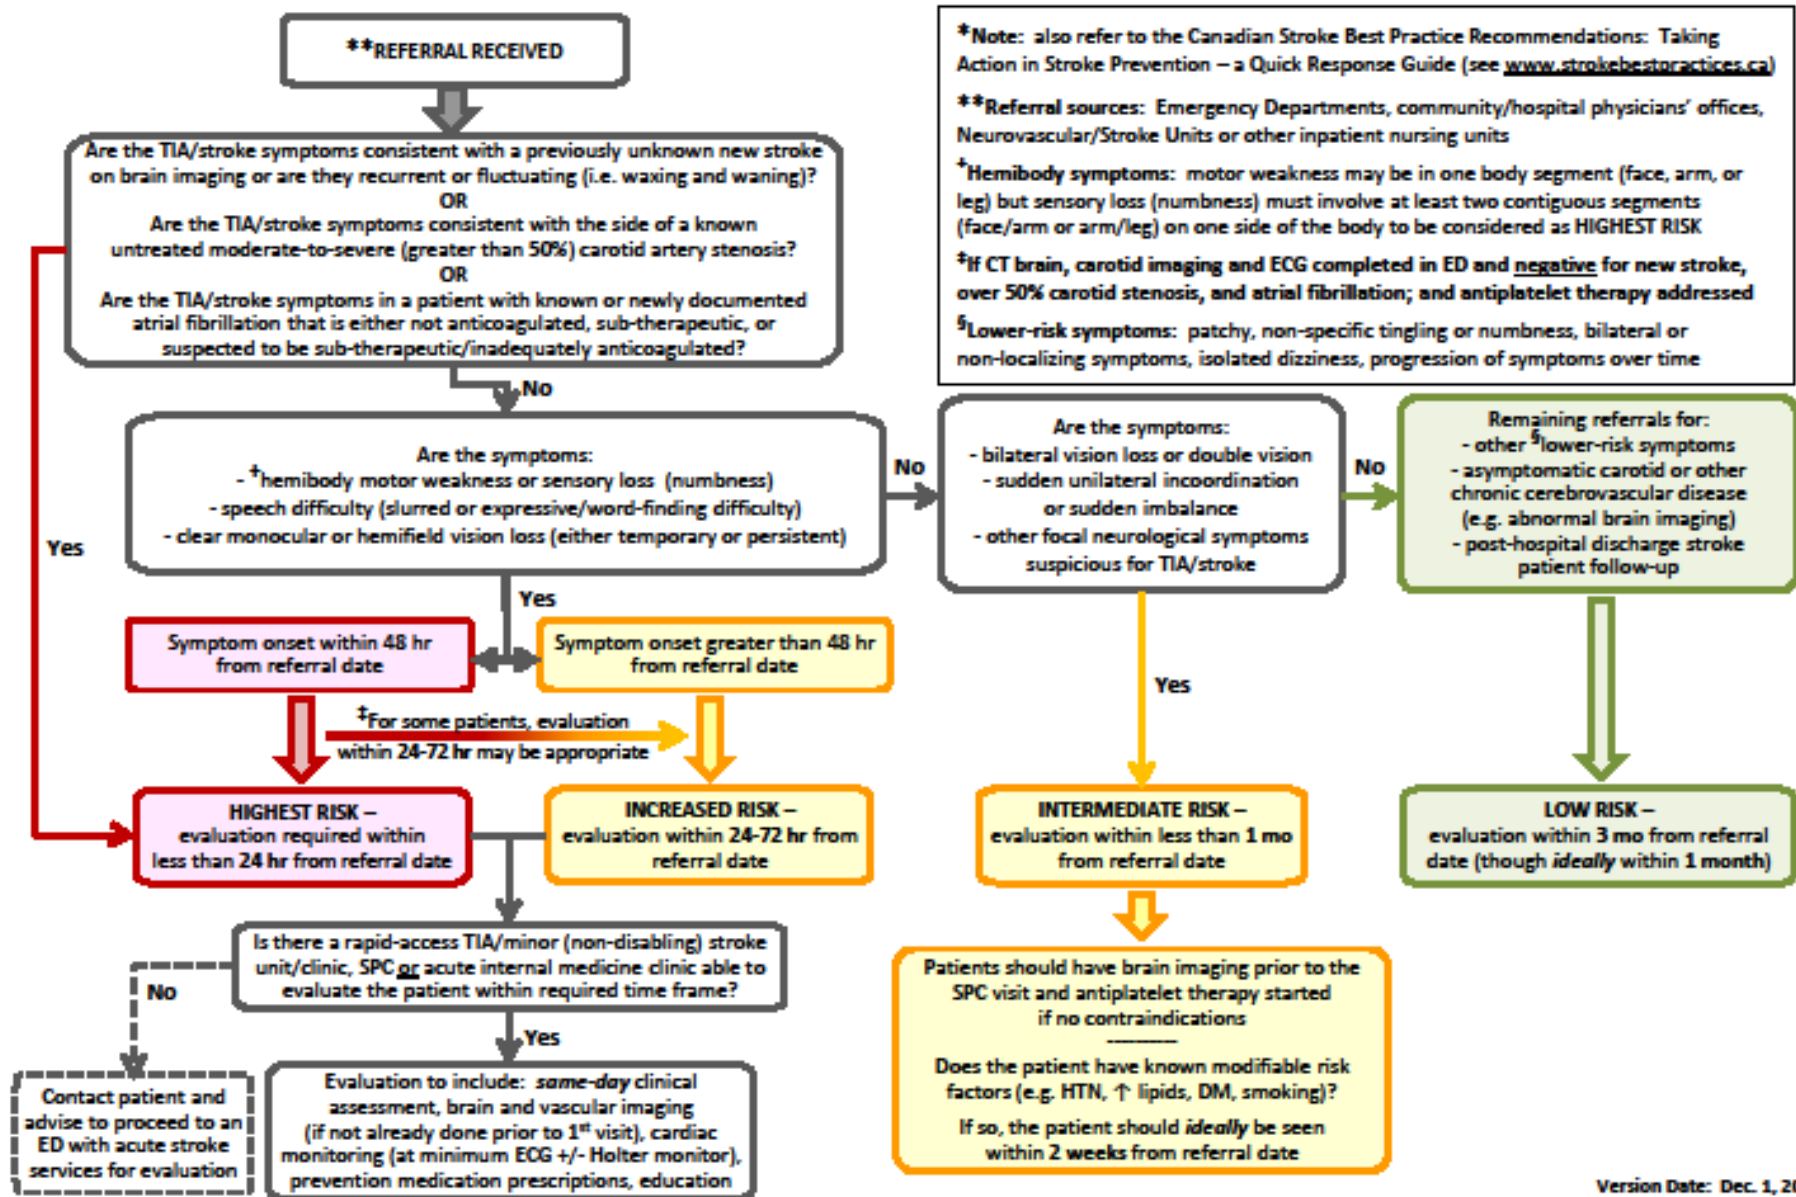 **REFERRAL RECEIVED
*Note: also refer to the Canadian Stroke Best Practice Recommendations: Taking
Action in Stroke Prevention – a Quick Response Guide (see www.strokebestpractices.ca)
**Referral sources: Emergency Departments, community/hospital physicians' offices,
Neurovascular/Stroke Units or other inpatient nursing units
+Hemibody symptoms: motor weakness may be in one body segment (face, arm, or
leg) but sensory loss (numbness) must involve at least two contiguous segments
(face/arm or arm/leg) on one side of the body to be considered as HIGHEST RISK
‡If CT brain, carotid imaging and ECG completed in ED and negative for new stroke,
over 50% carotid stenosis, and atrial fibrillation; and antiplatelet therapy addressed
§Lower-risk symptoms: patchy, non-specific tingling or numbness, bilateral or
non-localizing symptoms, isolated dizziness, progression of symptoms over time
Are the TIA/stroke symptoms consistent with a previously unknown new stroke
on brain imaging or are they recurrent or fluctuating (i.e. waxing and waning)?
OR
Are the TIA/stroke symptoms consistent with the side of a known
untreated moderate-to-severe (greater than 50%) carotid artery stenosis?
OR
Are the TIA/stroke symptoms in a patient with known or newly documented
atrial fibrillation that is either not anticoagulated, sub-therapeutic, or
suspected to be sub-therapeutic/inadequately anticoagulated?
No
Yes
Are the symptoms:
- +hemibody motor weakness or sensory loss (numbness)
- speech difficulty (slurred or expressive/word-finding difficulty)
- clear monocular or hemifield vision loss (either temporary or persistent)
No
Are the symptoms:
- bilateral vision loss or double vision
- sudden unilateral incoordination
or sudden imbalance
- other focal neurological symptoms
suspicious for TIA/stroke
No
Remaining referrals for:
- other §lower-risk symptoms
- asymptomatic carotid or other
chronic cerebrovascular disease
(e.g. abnormal brain imaging)
- post-hospital discharge stroke
patient follow-up
Yes
Symptom onset within 48 hr
from referral date
Symptom onset greater than 48 hr
from referral date
Yes
‡For some patients, evaluation
within 24-72 hr may be appropriate
HIGHEST RISK –
evaluation required within
less than 24 hr from referral date
INCREASED RISK –
evaluation within 24-72 hr from
referral date
INTERMEDIATE RISK –
evaluation within less than 1 mo
from referral date
LOW RISK –
evaluation within 3 mo from referral
date (though ideally within 1 month)
Is there a rapid-access TIA/minor (non-disabling) stroke
unit/clinic, SPC or acute internal medicine clinic able to
evaluate the patient within required time frame?
No
Yes
Contact patient and
advise to proceed to an
ED with acute stroke
services for evaluation
Evaluation to include: same-day clinical
assessment, brain and vascular imaging
(if not already done prior to 1st visit), cardiac
monitoring (at minimum ECG +/- Holter monitor),
prevention medication prescriptions, education
Patients should have brain imaging prior to the
SPC visit and antiplatelet therapy started
if no contraindications
----------
Does the patient have known modifiable risk
factors (e.g. HTN, ↑ lipids, DM, smoking)?
If so, the patient should ideally be seen
within 2 weeks from referral date
Version Date: Dec. 1, 20